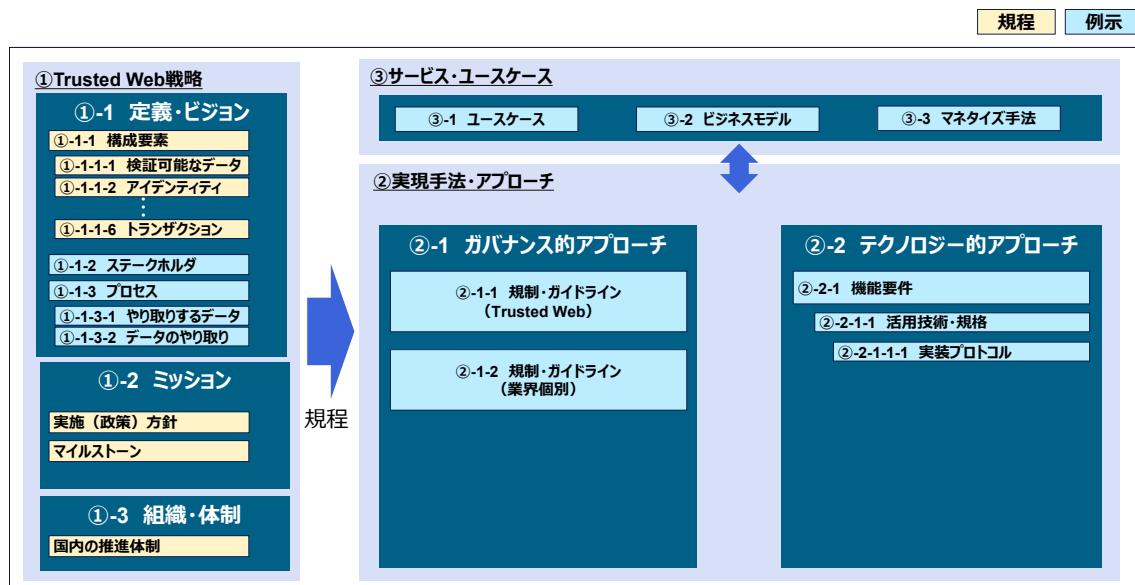 規程
例示
①Trusted Web戦略
①-1 定義・ビジョン
①-1-1 構成要素
①-1-1-1 検証可能なデータ
①-1-1-2 アイデンティティ
⋮
①-1-1-6 トランザクション
①-1-2 ステークホルダ
①-1-3 プロセス
①-1-3-1 やり取りするデータ
①-1-3-2 データのやり取り
①-2 ミッション
実施（政策）方針
マイルストーン
①-3 組織・体制
国内の推進体制
規程
③サービス・ユースケース
③-1 ユースケース
③-2 ビジネスモデル
③-3 マネタイズ手法
②実現手法・アプローチ
②-1 ガバナンス的アプローチ
②-1-1 規制・ガイドライン
（Trusted Web）
②-1-2 規制・ガイドライン
（業界個別）
②-2 テクノロジー的アプローチ
②-2-1 機能要件
②-2-1-1 活用技術・規格
②-2-1-1-1 実装プロトコル